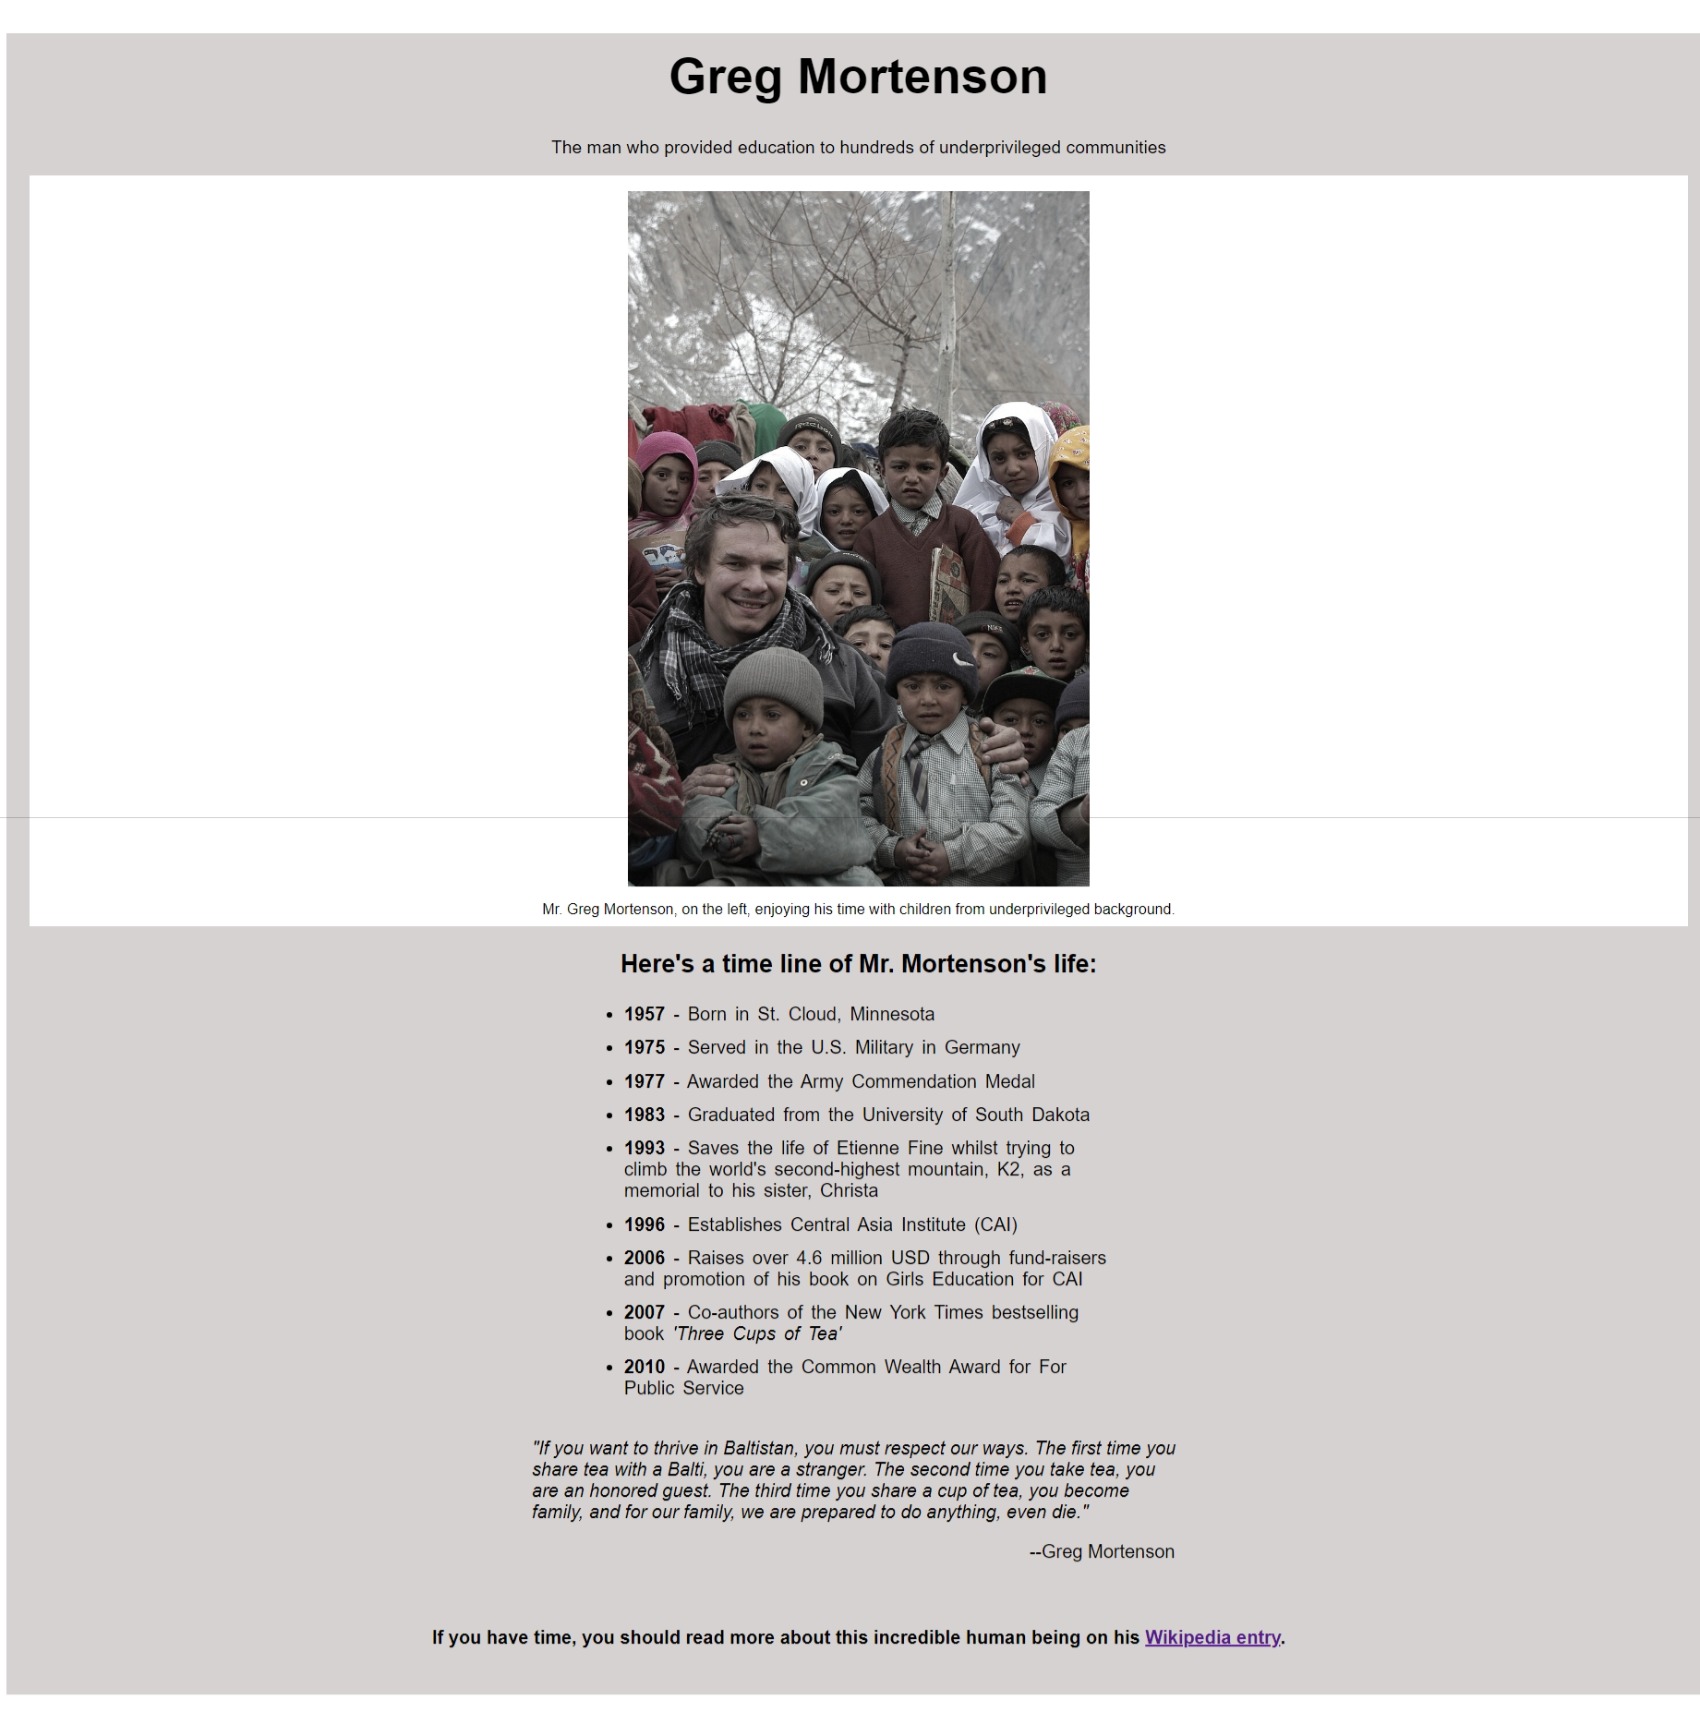 Greg Mortenson
The man who provided education to hundreds of underprivileged communities
NIKE
Mr. Greg Mortenson, on the left, enjoying his time with children from underprivileged background.
Here's a time line of Mr. Mortenson's life:
• 1957 - Born in St. Cloud, Minnesota
• 1975 - Served in the U.S. Military in Germany
• 1977 - Awarded the Army Commendation Medal
• 1983 - Graduated from the University of South Dakota
• 1993 - Saves the life of Etienne Fine whilst trying to
climb the world's second-highest mountain, K2, as a
memorial to his sister, Christa
• 1996 - Establishes Central Asia Institute (CAI)
• 2006 - Raises over 4.6 million USD through fund-raisers
and promotion of his book on Girls Education for CAI
• 2007 - Co-authors of the New York Times bestselling
book 'Three Cups of Tea'
• 2010 - Awarded the Common Wealth Award for For
Public Service
"If you want to thrive in Baltistan, you must respect our ways. The first time you
share tea with a Balti, you are a stranger. The second time you take tea, you
are an honored guest. The third time you share a cup of tea, you become
family, and for our family, we are prepared to do anything, even die."
--Greg Mortenson
If you have time, you should read more about this incredible human being on his Wikipedia entry.